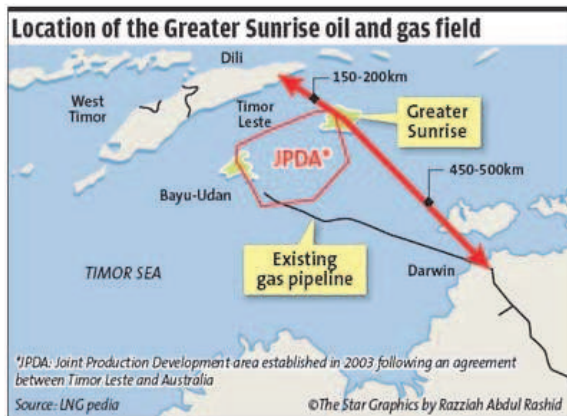 Location of the Greater Sunrise oil and gas field
Dili
150-200km
West
Timor
Timor
Leste
Greater
Sunrise
JPDA*
450-500km
Bayu-Udan
Existing
gas pipeline
TIMOR SEA
Darwin
*JPDA: Joint Production Development area established in 2003 following an agreement
between Timor Leste and Australia
Source: LNG pedia
©The Star Graphics by Razziah Abdul Rashid